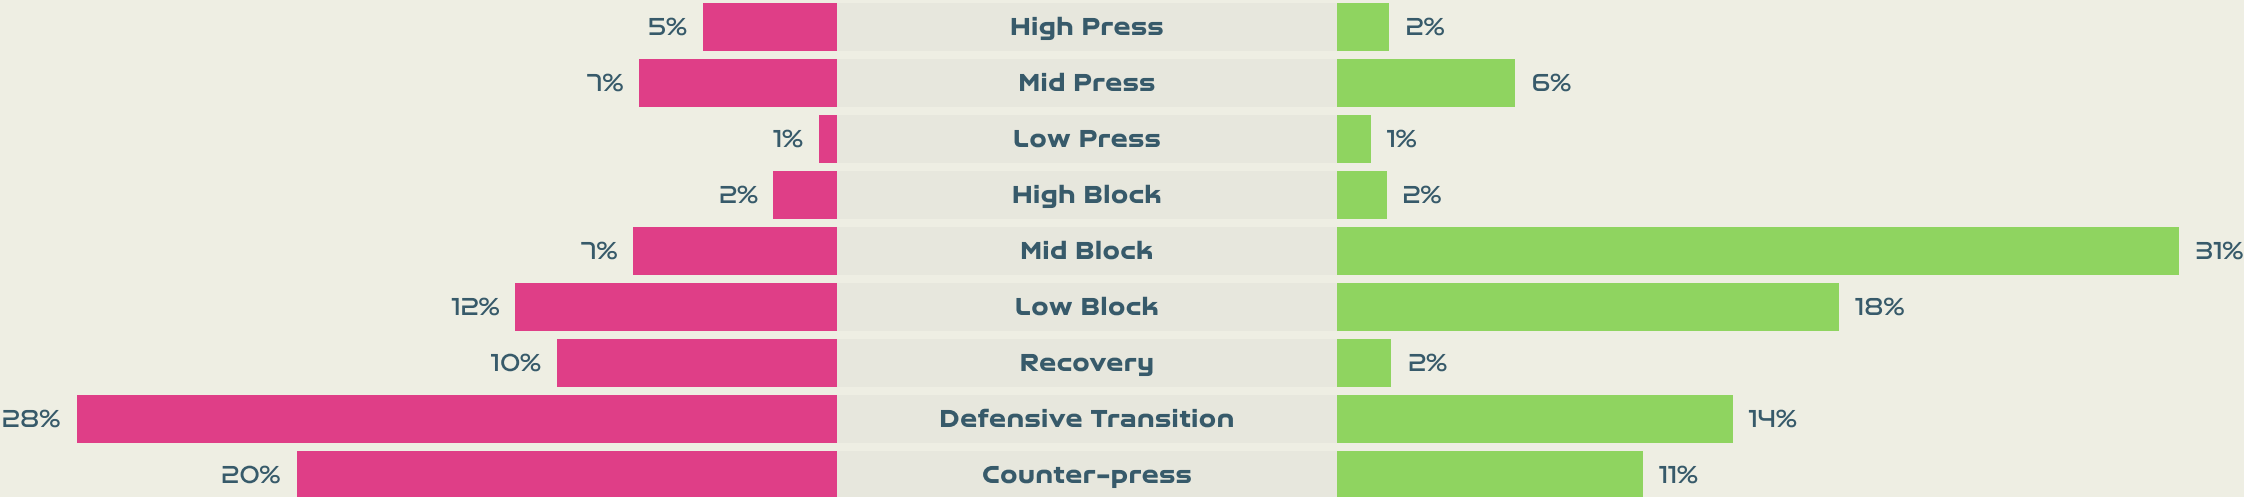 5% High Press 2%
7% Mid Press 6%
1% Low Press 1%
2% High Block 2%
7% Mid Block 31%
12% Low Block 18%
10% Recovery 2%
28% Defensive Transition 14%
20% Counter-press 11%